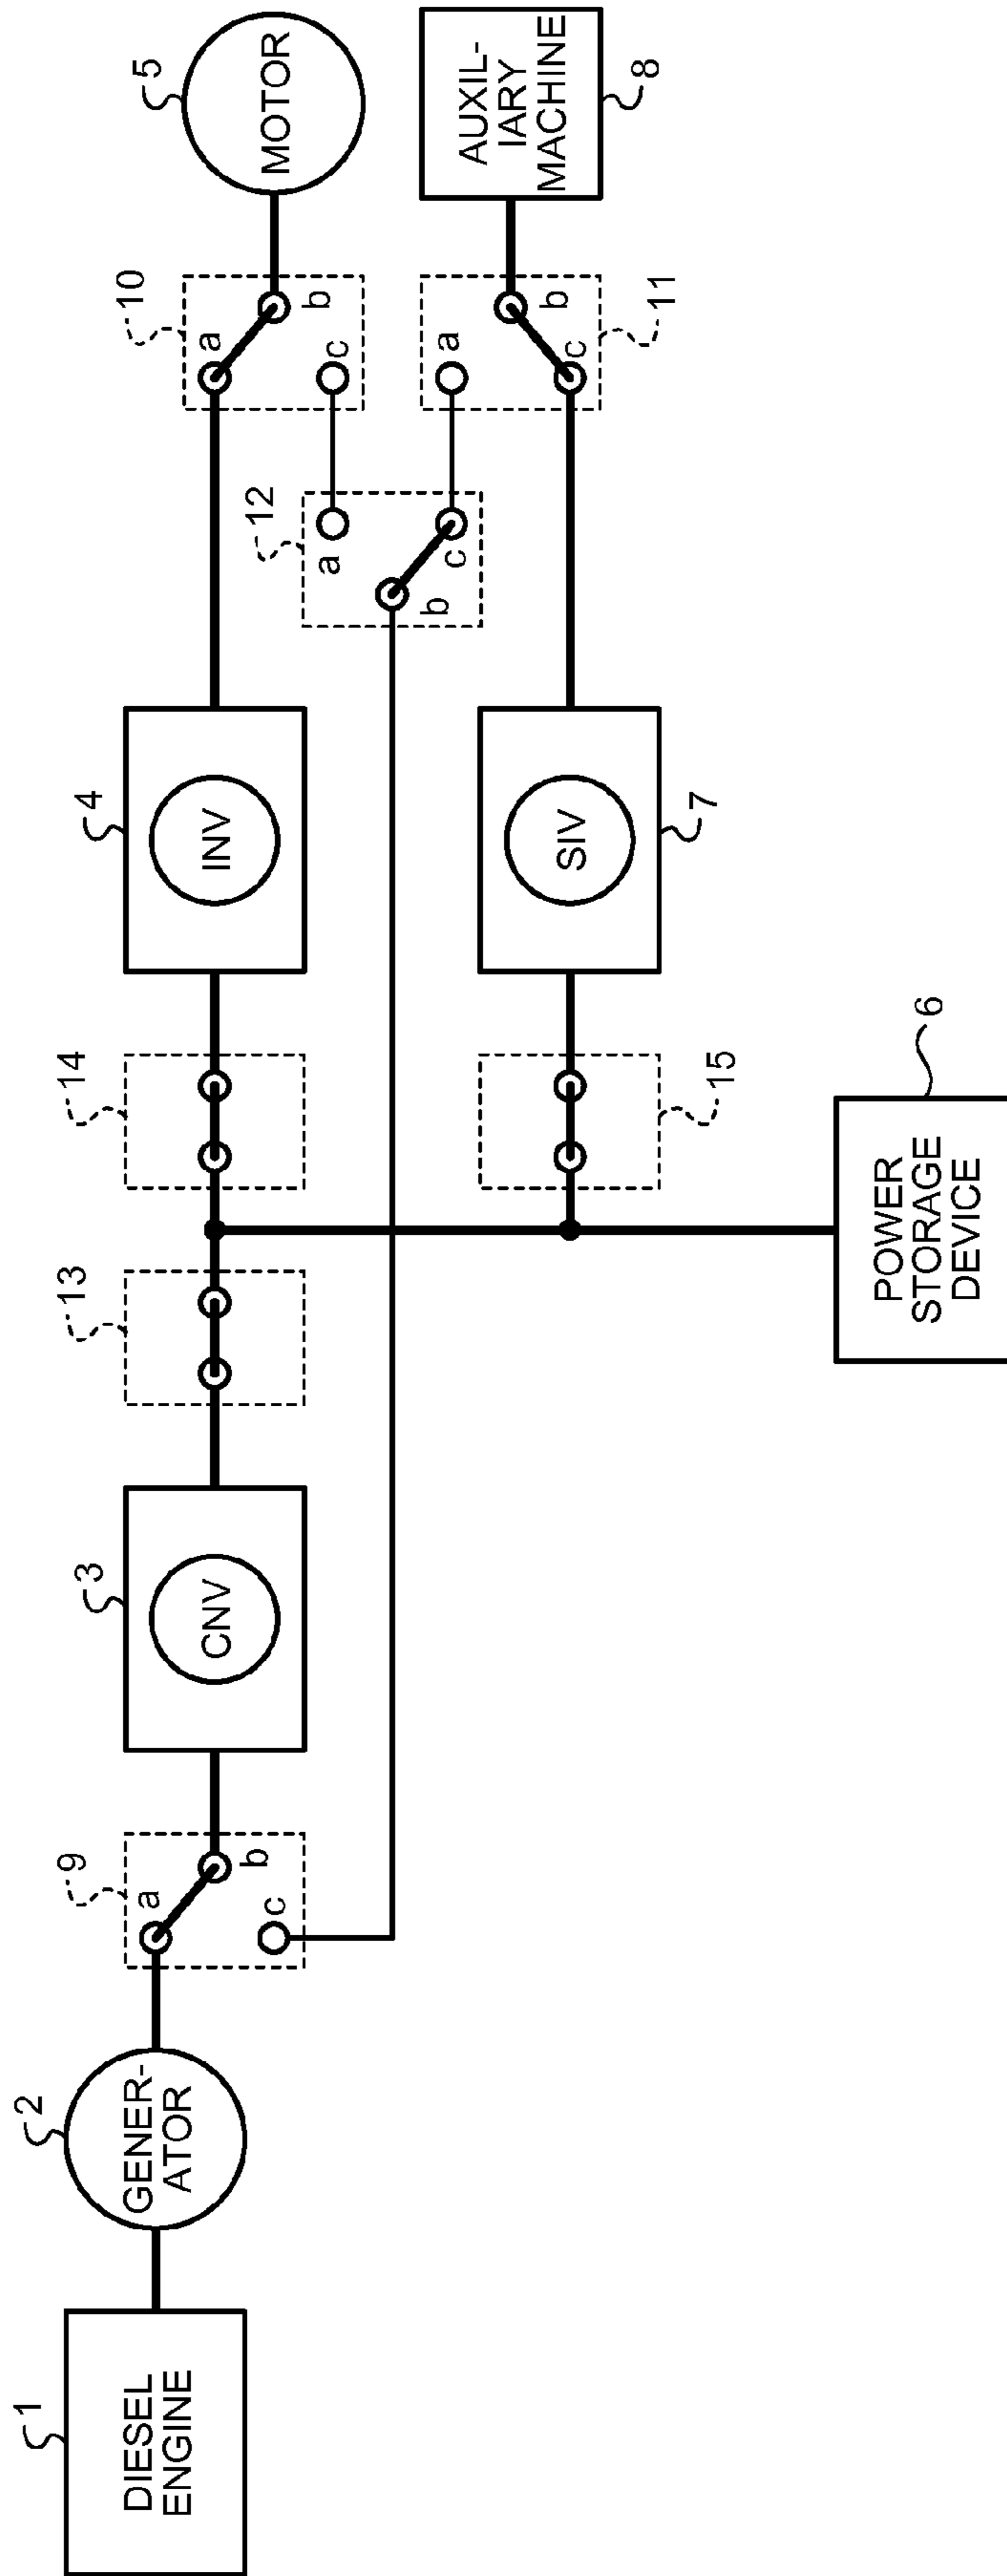 1
DIESEL
ENGINE
2
GENER-
ATOR
9
a
b
c
3
CNV
13
14
4
INV
10
a
b
c
5
MOTOR
12
a
b
c
11
a
b
c
AUXIL-
IARY
MACHINE
8
15
7
SIV
6
POWER
STORAGE
DEVICE